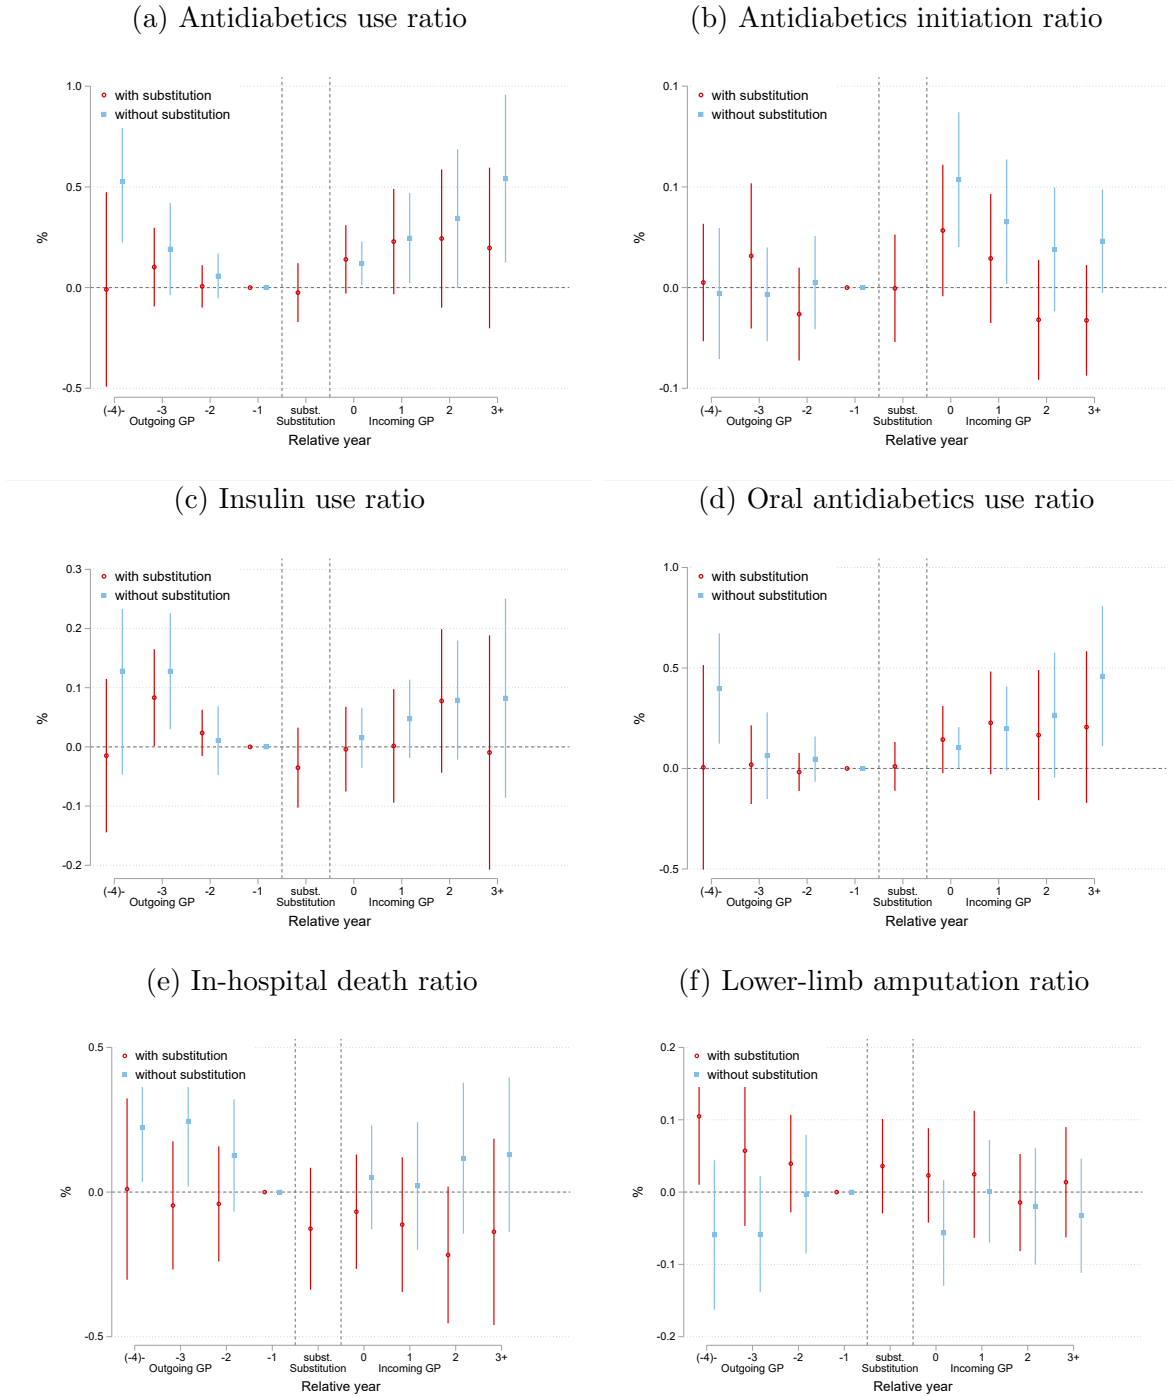 (a) Antidiabetics use ratio
with substitution
without substitution
1.0
0.5
0.0
-0.5
%
(-4)- -3 -2 -1 subst. 0 1 2 3+
Outgoing GP Substitution Incoming GP
Relative year
(b) Antidiabetics initiation ratio
with substitution
without substitution
0.1
0.1
0.0
-0.1
%
(-4)- -3 -2 -1 subst. 0 1 2 3+
Outgoing GP Substitution Incoming GP
Relative year
(c) Insulin use ratio
with substitution
without substitution
0.3
0.2
0.1
0.0
-0.1
-0.2
%
(-4)- -3 -2 -1 subst. 0 1 2 3+
Outgoing GP Substitution Incoming GP
Relative year
(d) Oral antidiabetics use ratio
with substitution
without substitution
1.0
0.5
0.0
-0.5
%
(-4)- -3 -2 -1 subst. 0 1 2 3+
Outgoing GP Substitution Incoming GP
Relative year
(e) In-hospital death ratio
with substitution
without substitution
0.5
0.0
-0.5
%
(-4)- -3 -2 -1 subst. 0 1 2 3+
Outgoing GP Substitution Incoming GP
Relative year
(f) Lower-limb amputation ratio
with substitution
without substitution
0.2
0.1
0.0
-0.1
-0.2
%
(-4)- -3 -2 -1 subst. 0 1 2 3+
Outgoing GP Substitution Incoming GP
Relative year